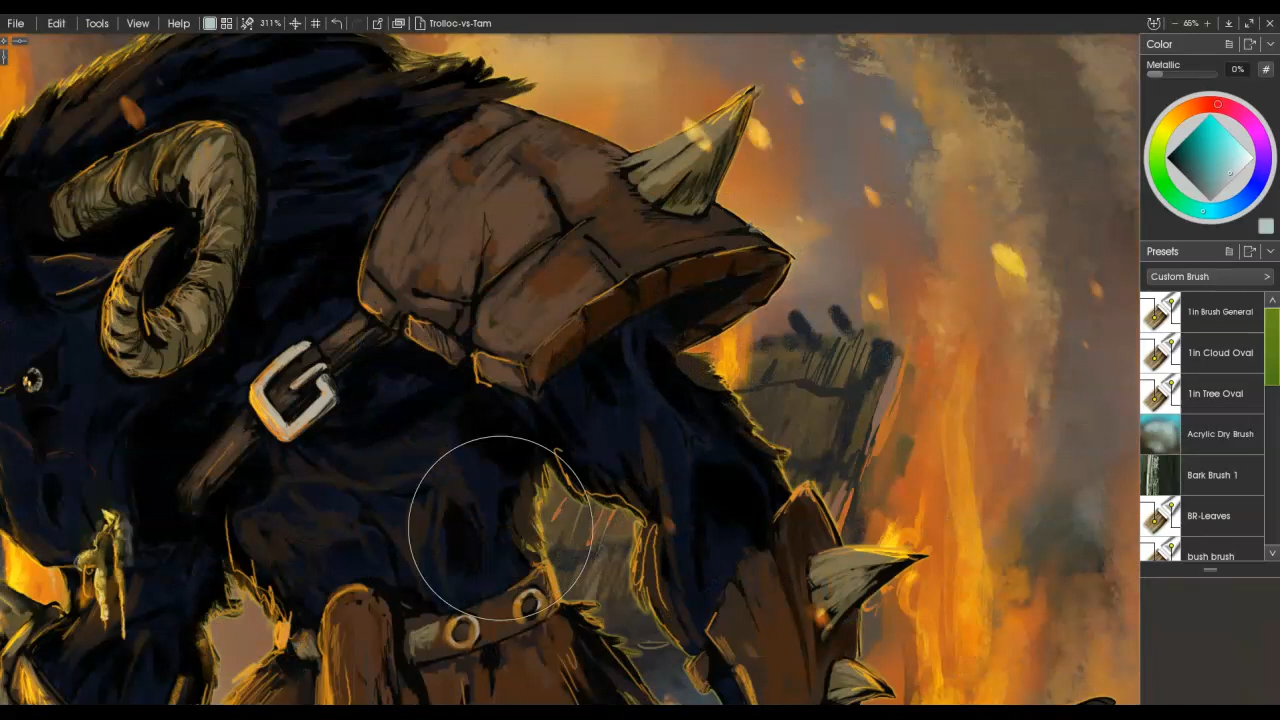 File Edit Tools View Help 311% Trolloc-vs-Tam 65%
Color
Metallic 0% #
Presets
Custom Brush >
1in Brush General
1in Cloud Oval
1in Tree Oval
Acrylic Dry Brush
Bark Brush 1
BR-Leaves
bush brush